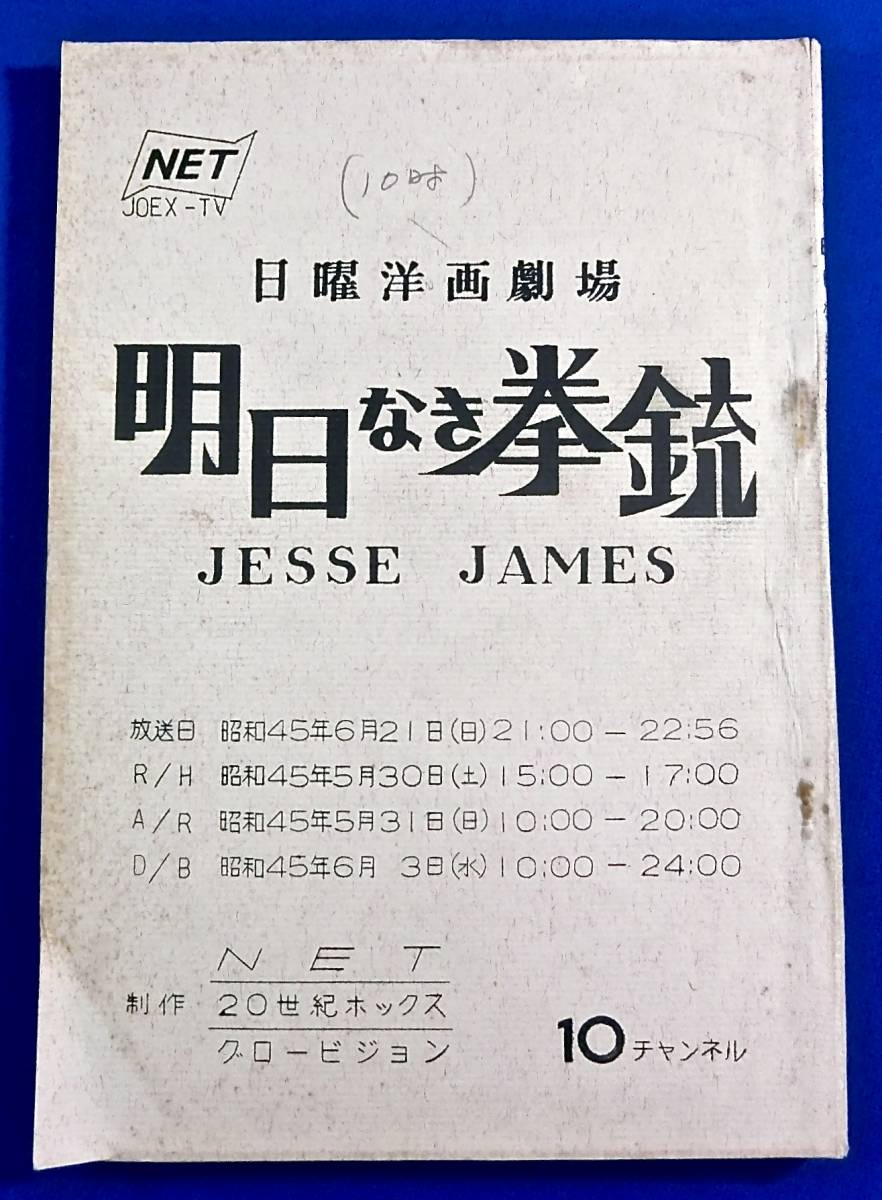 NET
JOEX-TV
(10時)
日曜洋画劇場
明日なき拳銃
JESSE JAMES
放送日 昭和45年6月21日(日)21:00-22:56
R/H 昭和45年5月30日(土)15:00-17:00
A/R 昭和45年5月31日(日)10:00-20:00
D/B 昭和45年6月 3日(水)10:00-24:00
NET
制作 20世紀ホックス
グロービジョン
10チャンネル